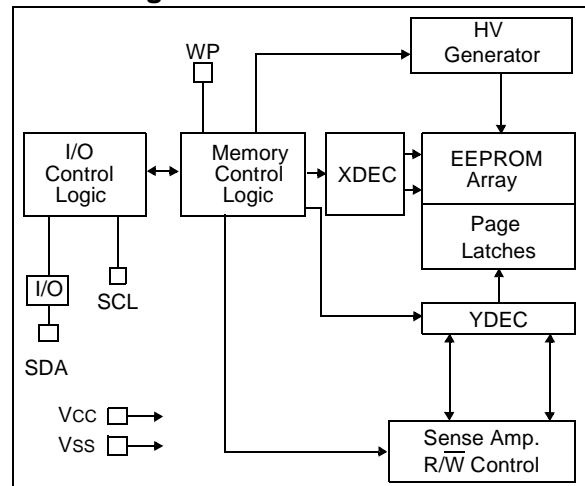 HV
Generator
WP
I/O
Control
Logic
Memory
Control
Logic
XDEC
EEPROM
Array
Page
Latches
I/O
SCL
SDA
YDEC
VCC
VSS
Sense Amp.
R/W̅ Control